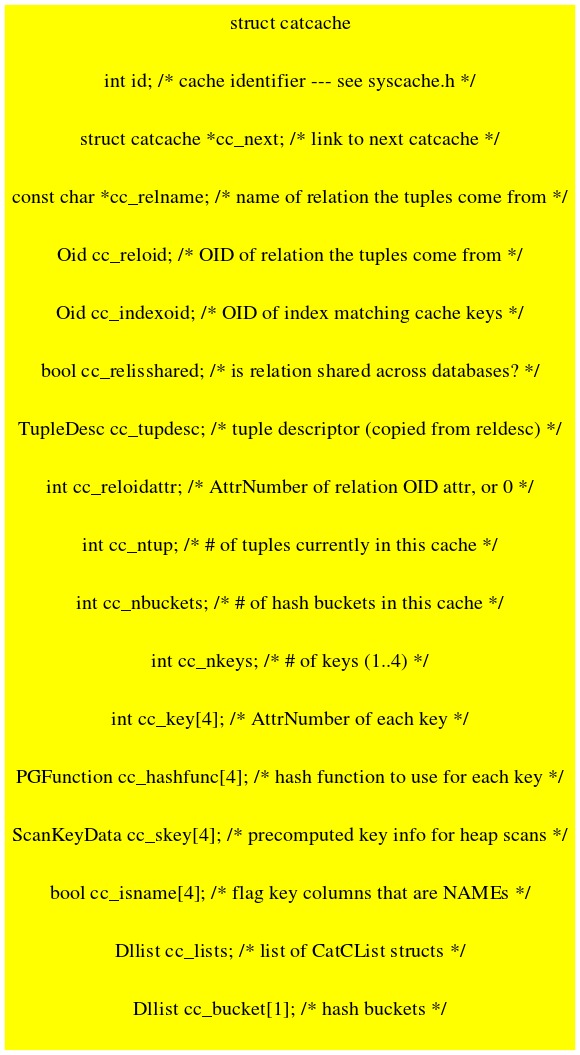 struct catcache
int id; /* cache identifier --- see syscache.h */
struct catcache *cc_next; /* link to next catcache */
const char *cc_relname; /* name of relation the tuples come from */
Oid cc_reloid; /* OID of relation the tuples come from */
Oid cc_indexoid; /* OID of index matching cache keys */
bool cc_relisshared; /* is relation shared across databases? */
TupleDesc cc_tupdesc; /* tuple descriptor (copied from reldesc) */
int cc_reloidattr; /* AttrNumber of relation OID attr, or 0 */
int cc_ntup; /* # of tuples currently in this cache */
int cc_nbuckets; /* # of hash buckets in this cache */
int cc_nkeys; /* # of keys (1..4) */
int cc_key[4]; /* AttrNumber of each key */
PGFunction cc_hashfunc[4]; /* hash function to use for each key */
ScanKeyData cc_skey[4]; /* precomputed key info for heap scans */
bool cc_isname[4]; /* flag key columns that are NAMEs */
Dllist cc_lists; /* list of CatCList structs */
Dllist cc_bucket[1]; /* hash buckets */